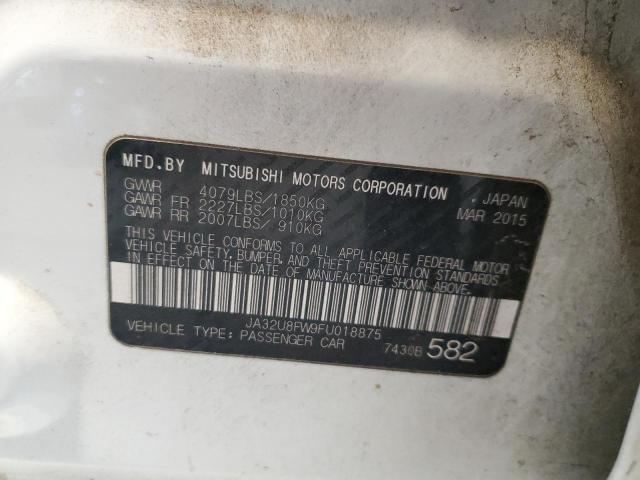 MFD.BY MITSUBISHI MOTORS CORPORATION JAPAN
GVWR 4079LBS/1850KG MAR 2015
GAWR FR 2227LBS/1010KG
GAWR RR 2007LBS/ 910KG
THIS VEHICLE CONFORMS TO ALL APPLICABLE FEDERAL MOTOR
VEHICLE SAFETY, BUMPER, AND THEFT PREVENTION STANDARDS
IN EFFECT ON THE DATE OF MANUFACTURE SHOWN ABOVE.
JA32U8FW9FU018875
VEHICLE TYPE: PASSENGER CAR 7430B 582